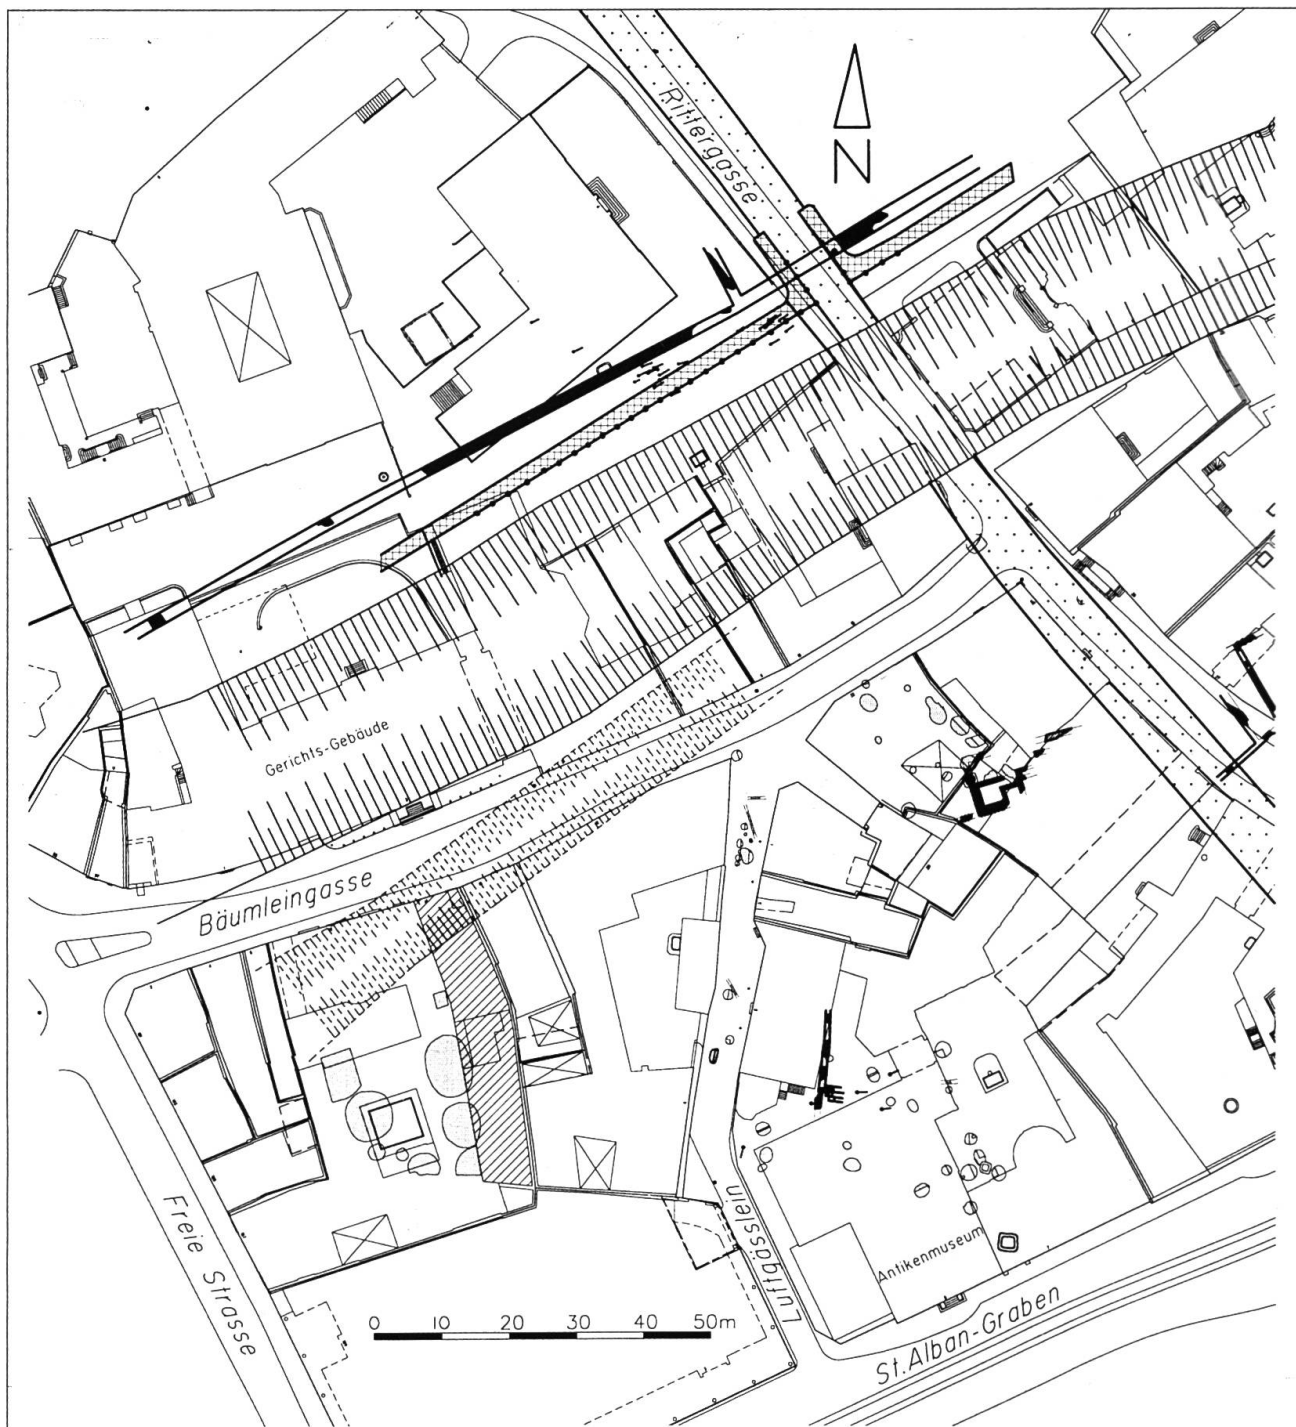 Rittergasse
N
Gerichts-Gebäude
Bäumleingasse
Freie Strasse
Luftgässlein
Antikenmuseum
St.Alban-Graben
0 10 20 30 40 50m